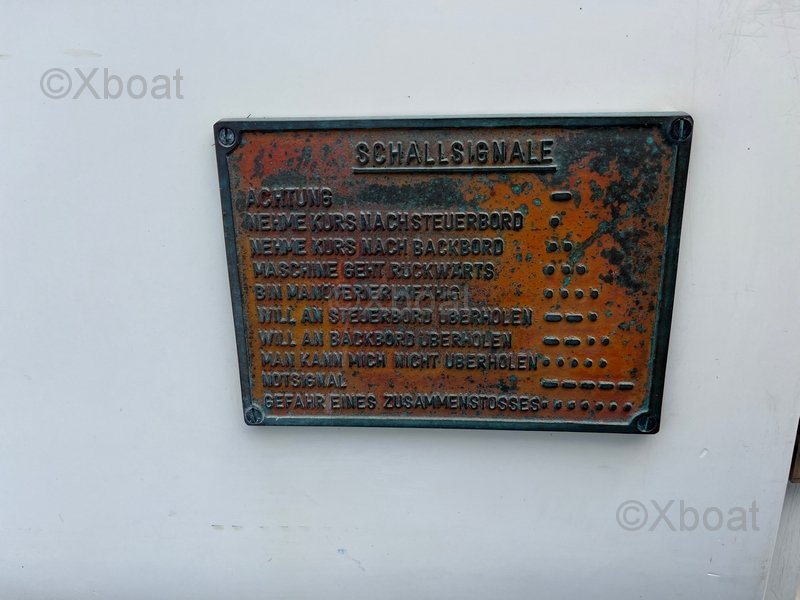 ©Xboat
SCHALLSIGNALE
ACHTUNG —
NEHME KURS NACH STEUERBORD •
NEHME KURS NACH BACKBORD • •
MASCHINE GEHT RÜCKWÄRTS • • •
BIN MANÖVRIERUNFÄHIG • • • •
WILL AN STEUERBORD ÜBERHOLEN — — •
WILL AN BACKBORD ÜBERHOLEN — — • •
MAN KANN MICH NICHT ÜBERHOLEN • • • • •
NOTSIGNAL — — — — —
GEFAHR EINES ZUSAMMENSTOSSES • • • • • • •
©Xboat